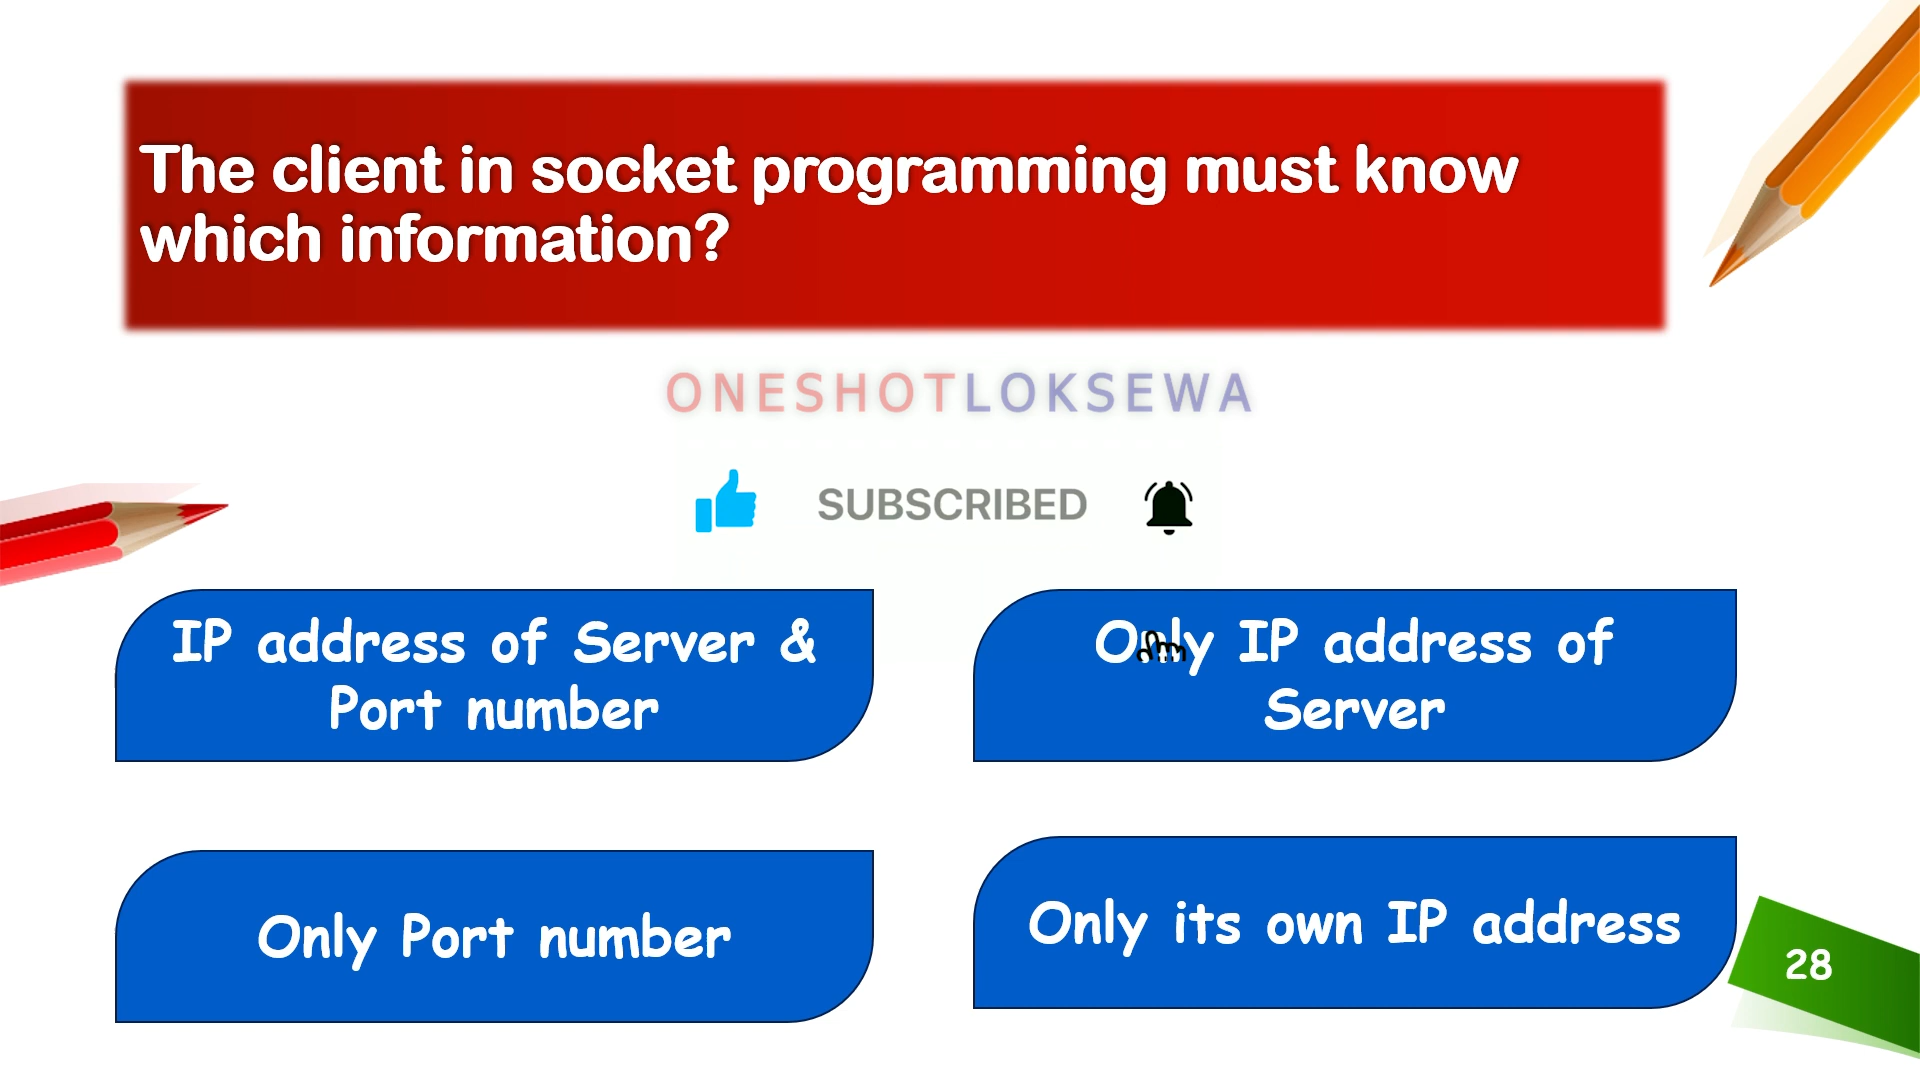 The client in socket programming must know
which information?
ONESHOTLOKSEWA
SUBSCRIBED
IP address of Server &
Port number
Only IP address of
Server
Only Port number
Only its own IP address
28